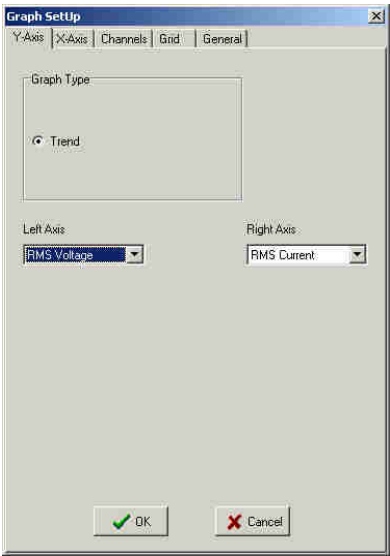 Graph SetUp
Y-Axis X-Axis Channels Grid General
Graph Type
Trend
Left Axis Right Axis
RMS Voltage RMS Current
OK Cancel